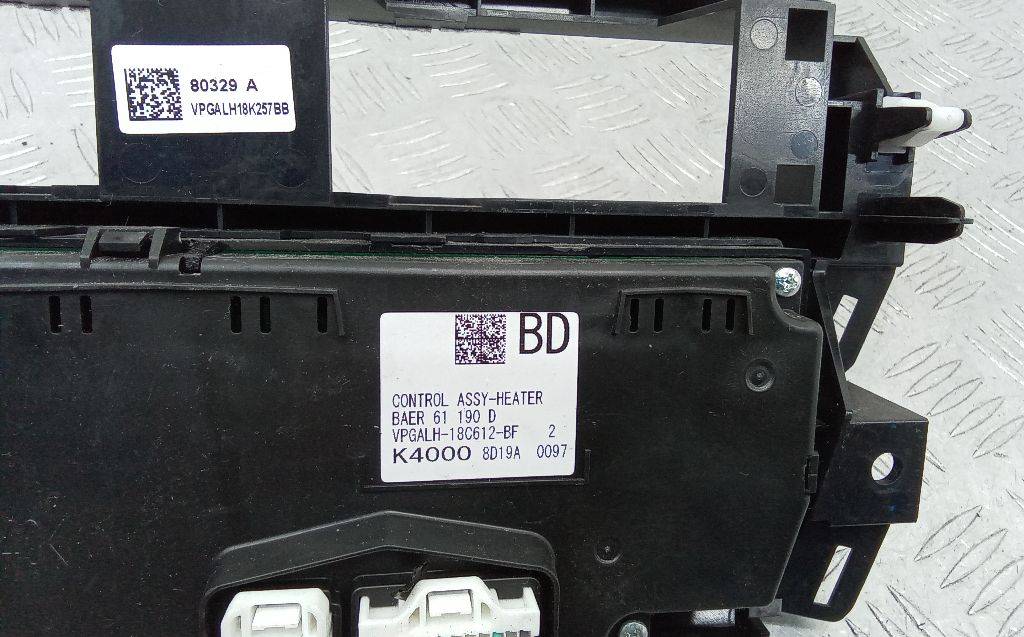 80329 A
VPGALH18K257BB
BD
CONTROL ASSY-HEATER
BAER 61 190 D
VPGALH-18C612-BF 2
K4000 8D19A 0097